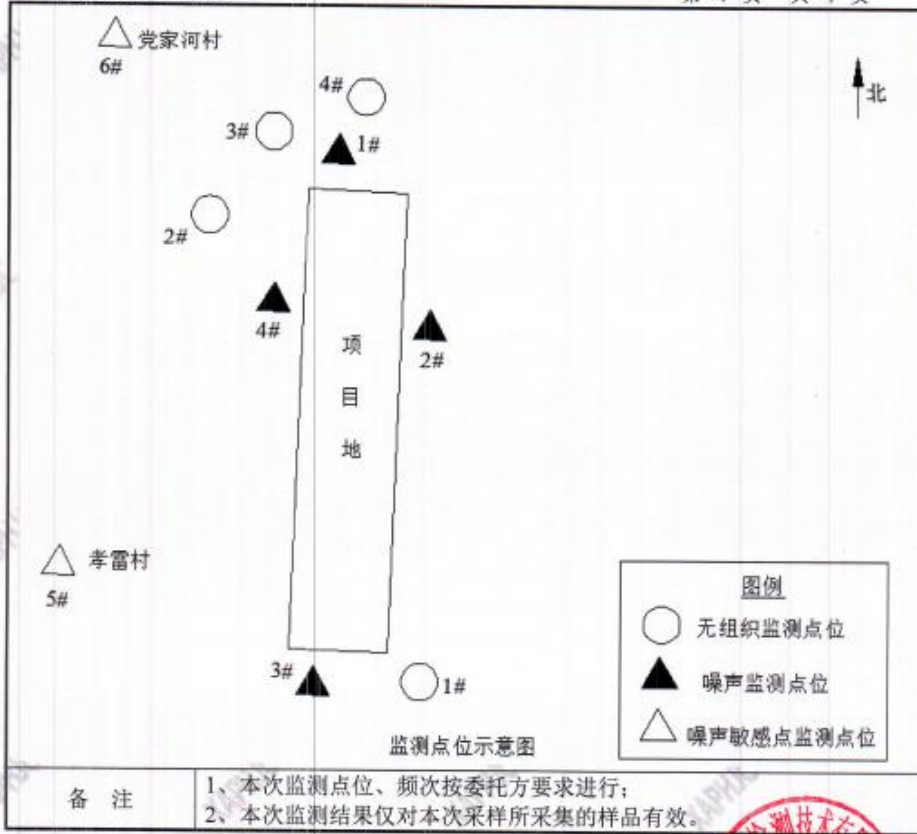 党家河村
6#
4#
北
3#
1#
2#
4#
2#
项
目
地
孝雷村
5#
图例
无组织监测点位
噪声监测点位
噪声敏感点监测点位
3#
1#
监测点位示意图
备 注
1、本次监测点位、频次按委托方要求进行；
2、本次监测结果仅对本次采样所采集的样品有效。